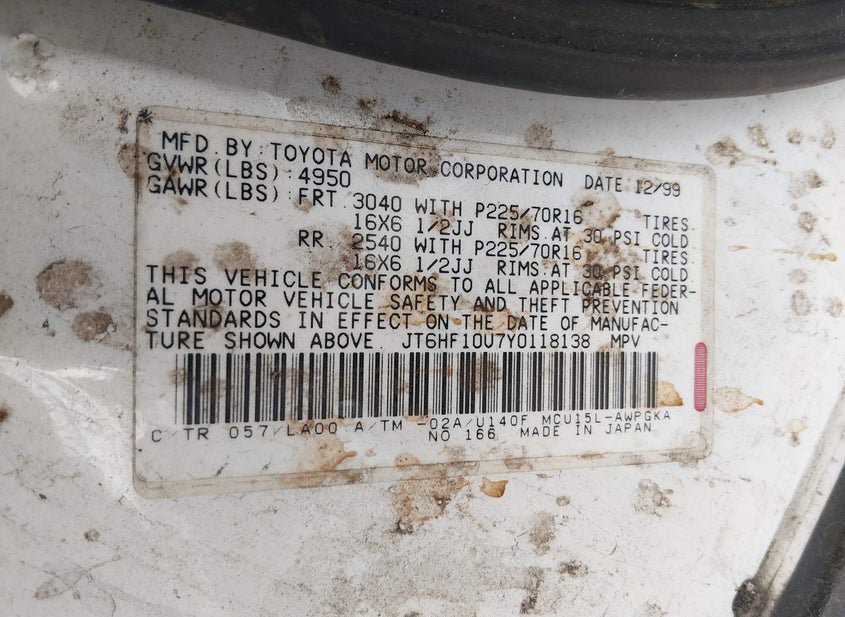 MFD. BY: TOYOTA MOTOR CORPORATION DATE: 12/99
GVWR(LBS): 4950
GAWR(LBS) FRT. 3040 WITH P225/70R16 TIRES.
16X6 1/2JJ RIMS. AT 30 PSI COLD.
RR. 2540 WITH P225/70R16 TIRES.
16X6 1/2JJ RIMS. AT 30 PSI COLD.
THIS VEHICLE CONFORMS TO ALL APPLICABLE FEDER-
AL MOTOR VEHICLE SAFETY AND THEFT PREVENTION
STANDARDS IN EFFECT ON THE DATE OF MANUFAC-
TURE SHOWN ABOVE. JT6HF10U7Y0118138 MPV
C/TR 057/LA00 A/TM -02A/U140F MCU15L-AWPGKA
NO 166 MADE IN JAPAN